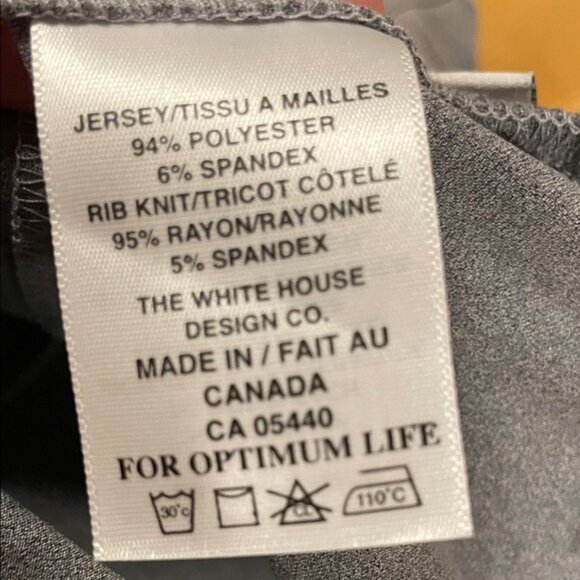 JERSEY/TISSU A MAILLES
94% POLYESTER
6% SPANDEX
RIB KNIT/TRICOT CÔTELÉ
95% RAYON/RAYONNE
5% SPANDEX
THE WHITE HOUSE
DESIGN CO.
MADE IN / FAIT AU
CANADA
CA 05440
FOR OPTIMUM LIFE
30°C CL 110°C